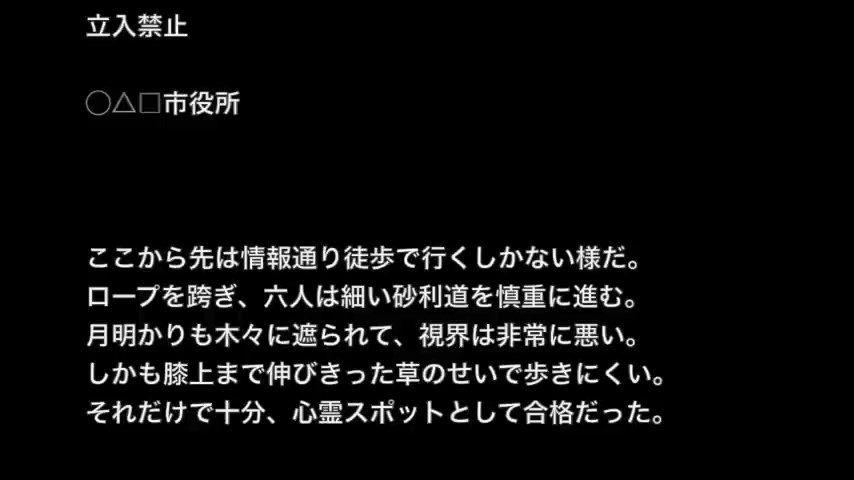 立入禁止
○△□市役所
ここから先は情報通り徒歩で行くしかない様だ。
ロープを跨ぎ、六人は細い砂利道を慎重に進む。
月明かりも木々に遮られて、視界は非常に悪い。
しかも膝上まで伸びきった草のせいで歩きにくい。
それだけで十分、心霊スポットとして合格だった。